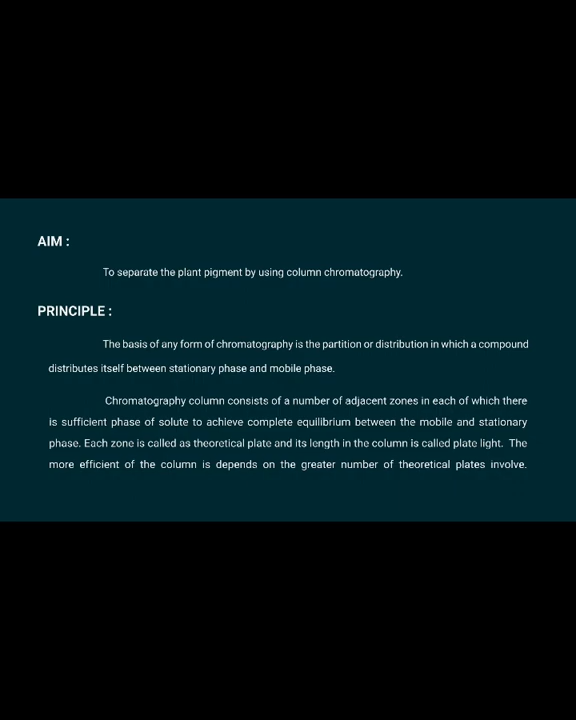 AIM :
To separate the plant pigment by using column chromatography.
PRINCIPLE :
The basis of any form of chromatography is the partition or distribution in which a compound
distributes itself between stationary phase and mobile phase.
Chromatography column consists of a number of adjacent zones in each of which there
is sufficient phase of solute to achieve complete equilibrium between the mobile and stationary
phase. Each zone is called as theoretical plate and its length in the column is called plate light. The
more efficient of the column is depends on the greater number of theoretical plates involve.